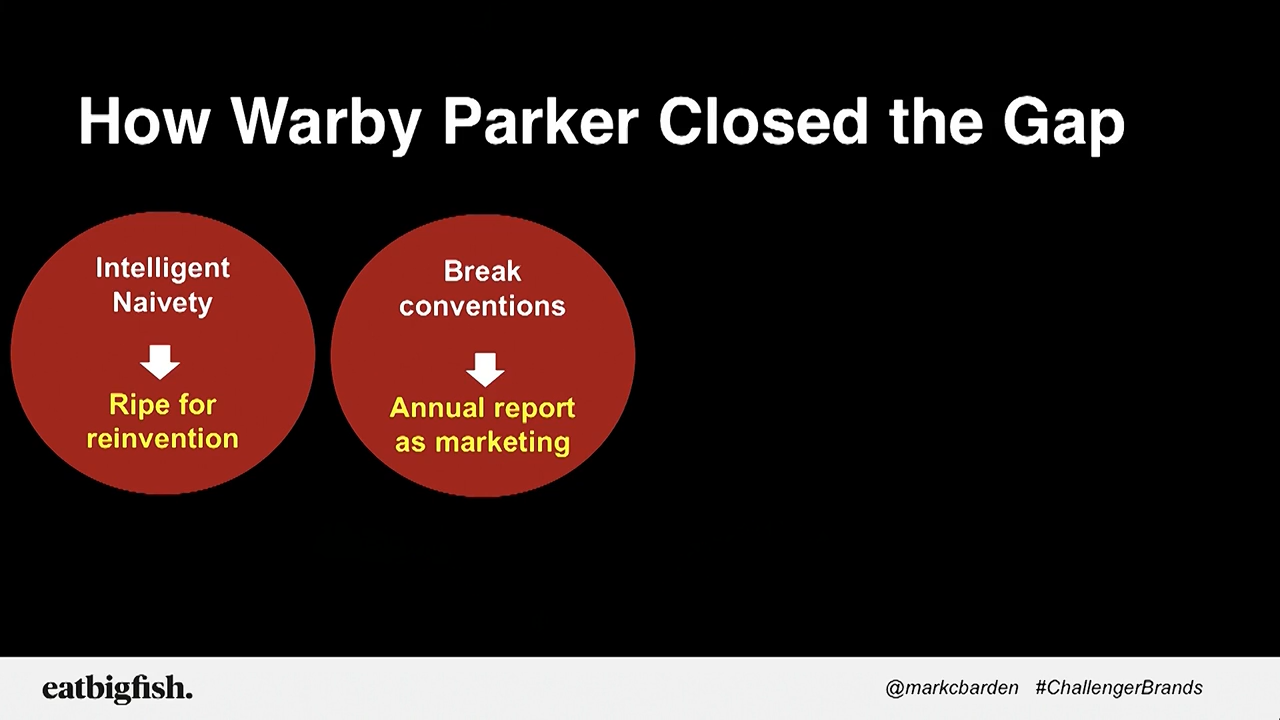 How Warby Parker Closed the Gap
Intelligent
Naivety
Ripe for
reinvention
Break
conventions
Annual report
as marketing
eatbigfish.
@markcbarden #ChallengerBrands